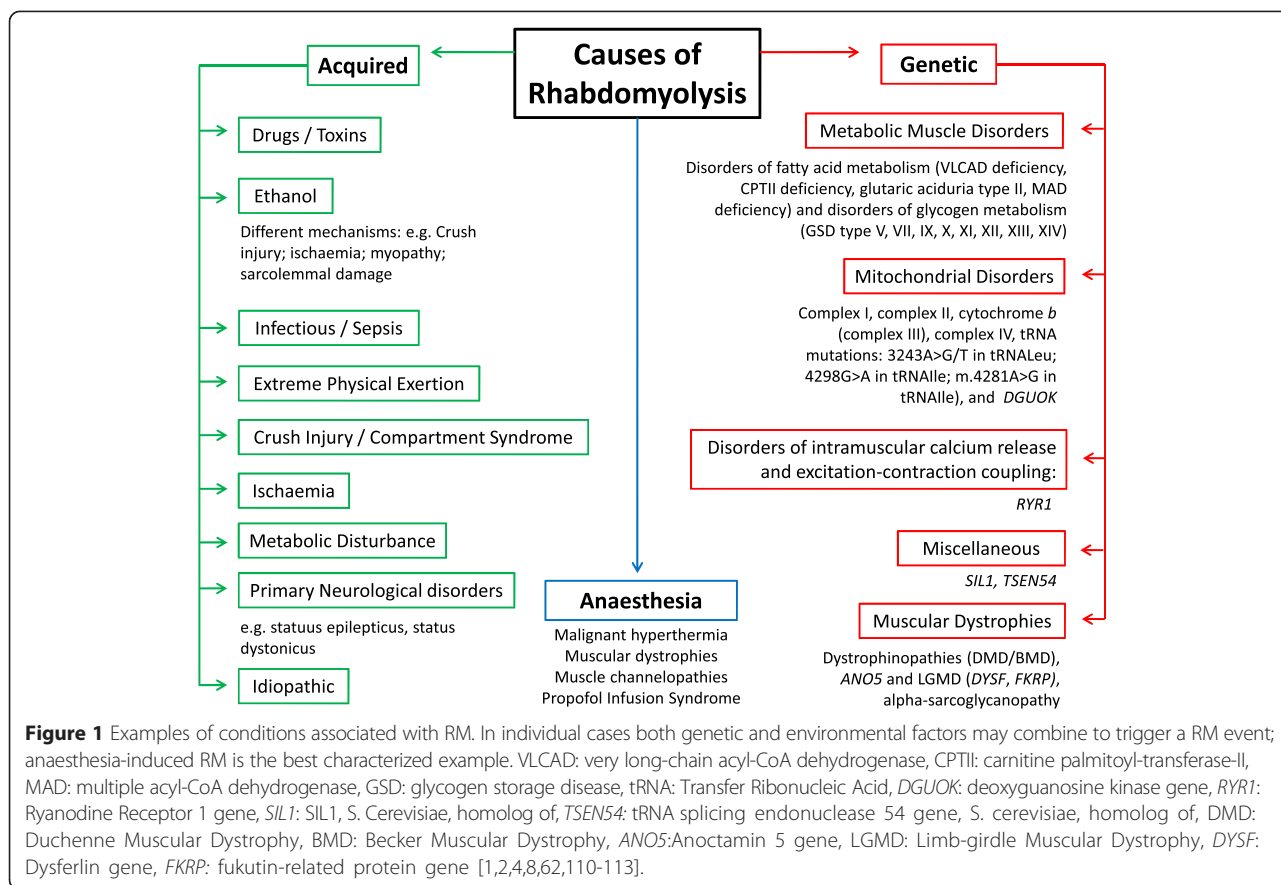 Causes of
Rhabdomyolysis
Acquired
Drugs / Toxins
Ethanol
Different mechanisms: e.g. Crush
injury; ischaemia; myopathy;
sarcolemmal damage
Infectious / Sepsis
Extreme Physical Exertion
Crush Injury / Compartment Syndrome
Ischaemia
Metabolic Disturbance
Primary Neurological disorders
e.g. statuus epilepticus, status
dystonicus
Idiopathic
Anaesthesia
Malignant hyperthermia
Muscular dystrophies
Muscle channelopathies
Propofol Infusion Syndrome
Genetic
Metabolic Muscle Disorders
Disorders of fatty acid metabolism (VLCAD deficiency,
CPTII deficiency, glutaric aciduria type II, MAD
deficiency) and disorders of glycogen metabolism
(GSD type V, VII, IX, X, XI, XII, XIII, XIV)
Mitochondrial Disorders
Complex I, complex II, cytochrome b
(complex III), complex IV, tRNA
mutations: 3243A>G/T in tRNALeu;
4298G>A in tRNAIle; m.4281A>G in
tRNAIle), and DGUOK
Disorders of intramuscular calcium release
and excitation-contraction coupling:
RYR1
Miscellaneous
SIL1, TSEN54
Muscular Dystrophies
Dystrophinopathies (DMD/BMD),
ANO5 and LGMD (DYSF, FKRP),
alpha-sarcoglycanopathy
Figure 1 Examples of conditions associated with RM. In individual cases both genetic and environmental factors may combine to trigger a RM event;
anaesthesia-induced RM is the best characterized example. VLCAD: very long-chain acyl-CoA dehydrogenase, CPTII: carnitine palmitoyl-transferase-II,
MAD: multiple acyl-CoA dehydrogenase, GSD: glycogen storage disease, tRNA: Transfer Ribonucleic Acid, DGUOK: deoxyguanosine kinase gene, RYR1:
Ryanodine Receptor 1 gene, SIL1: SIL1, S. Cerevisiae, homolog of, TSEN54: tRNA splicing endonuclease 54 gene, S. cerevisiae, homolog of, DMD:
Duchenne Muscular Dystrophy, BMD: Becker Muscular Dystrophy, ANO5:Anoctamin 5 gene, LGMD: Limb-girdle Muscular Dystrophy, DYSF:
Dysferlin gene, FKRP: fukutin-related protein gene [1,2,4,8,62,110-113].